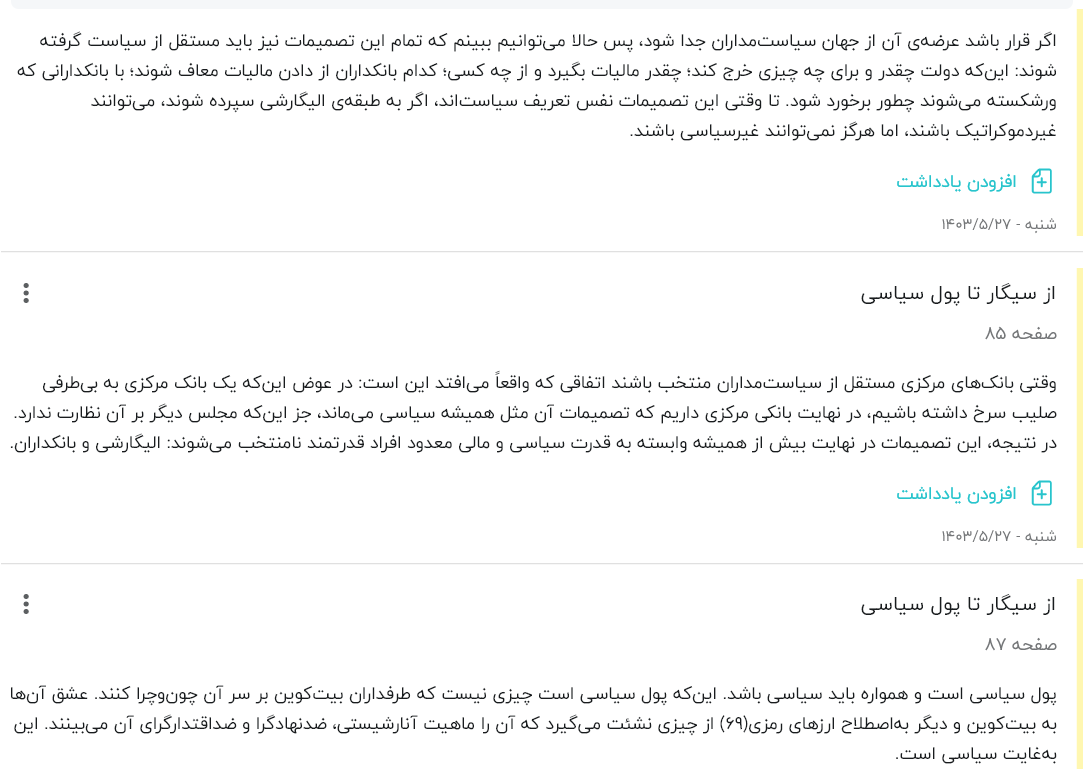 اگر قرار باشد عرضه‌ی آن از جهان سیاست‌مداران جدا شود، پس حالا می‌توانیم ببینم که تمام این تصمیمات نیز باید مستقل از سیاست گرفته
شوند: این‌که دولت چقدر و برای چه چیزی خرج کند؛ چقدر مالیات بگیرد و از چه کسی؛ کدام بانکداران از دادن مالیات معاف شوند؛ با بانکدارانی که
ورشکسته می‌شوند چطور برخورد شود. تا وقتی این تصمیمات نفس تعریف سیاست‌اند، اگر به طبقه‌ی الیگارشی سپرده شوند، می‌توانند
غیردموکراتیک باشند، اما هرگز نمی‌توانند غیرسیاسی باشند.
افزودن یادداشت
شنبه - ۱۴۰۳/۵/۲۷
از سیگار تا پول سیاسی
صفحه ۸۵
وقتی بانک‌های مرکزی مستقل از سیاست‌مداران منتخب باشند اتفاقی که واقعاً می‌افتد این است: در عوض این‌که یک بانک مرکزی به بی‌طرفی
صلیب سرخ داشته باشیم، در نهایت بانکی مرکزی داریم که تصمیمات آن مثل همیشه سیاسی می‌ماند، جز این‌که مجلس دیگر بر آن نظارت ندارد.
در نتیجه، این تصمیمات در نهایت بیش از همیشه وابسته به قدرت سیاسی و مالی معدود افراد قدرتمند نامنتخب می‌شوند: الیگارشی و بانکداران.
افزودن یادداشت
شنبه - ۱۴۰۳/۵/۲۷
از سیگار تا پول سیاسی
صفحه ۸۷
پول سیاسی است و همواره باید سیاسی باشد. این‌که پول سیاسی است چیزی نیست که طرفداران بیت‌کوین بر سر آن چون‌وچرا کنند. عشق آن‌ها
به بیت‌کوین و دیگر به‌اصطلاح ارزهای رمزی(۶۹) از چیزی نشئت می‌گیرد که آن را ماهیت آنارشیستی، ضدنهادگرا و ضداقتدارگرای آن می‌بینند. این
به‌غایت سیاسی است.